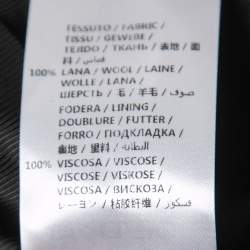 TESSUTO / FABRIC /
TISSU / GEWEBE /
TEJIDO / ТКАНЬ / 裏地 / 面
料 / قماش /
100% LANA / WOOL / LAINE /
WOLLE / LANA /
ШЕРСТЬ / 毛 / 羊毛 / صوف
FODERA / LINING /
DOUBLURE / FUTTER /
FORRO / ПОДКЛАДКА /
裏地 / 里料 / البطانة
100% VISCOSA / VISCOSE /
VISCOSE / VISKOSE /
VISCOSA / ВИСКОЗА /
レーヨン / 粘胶纤维 / فسكوز